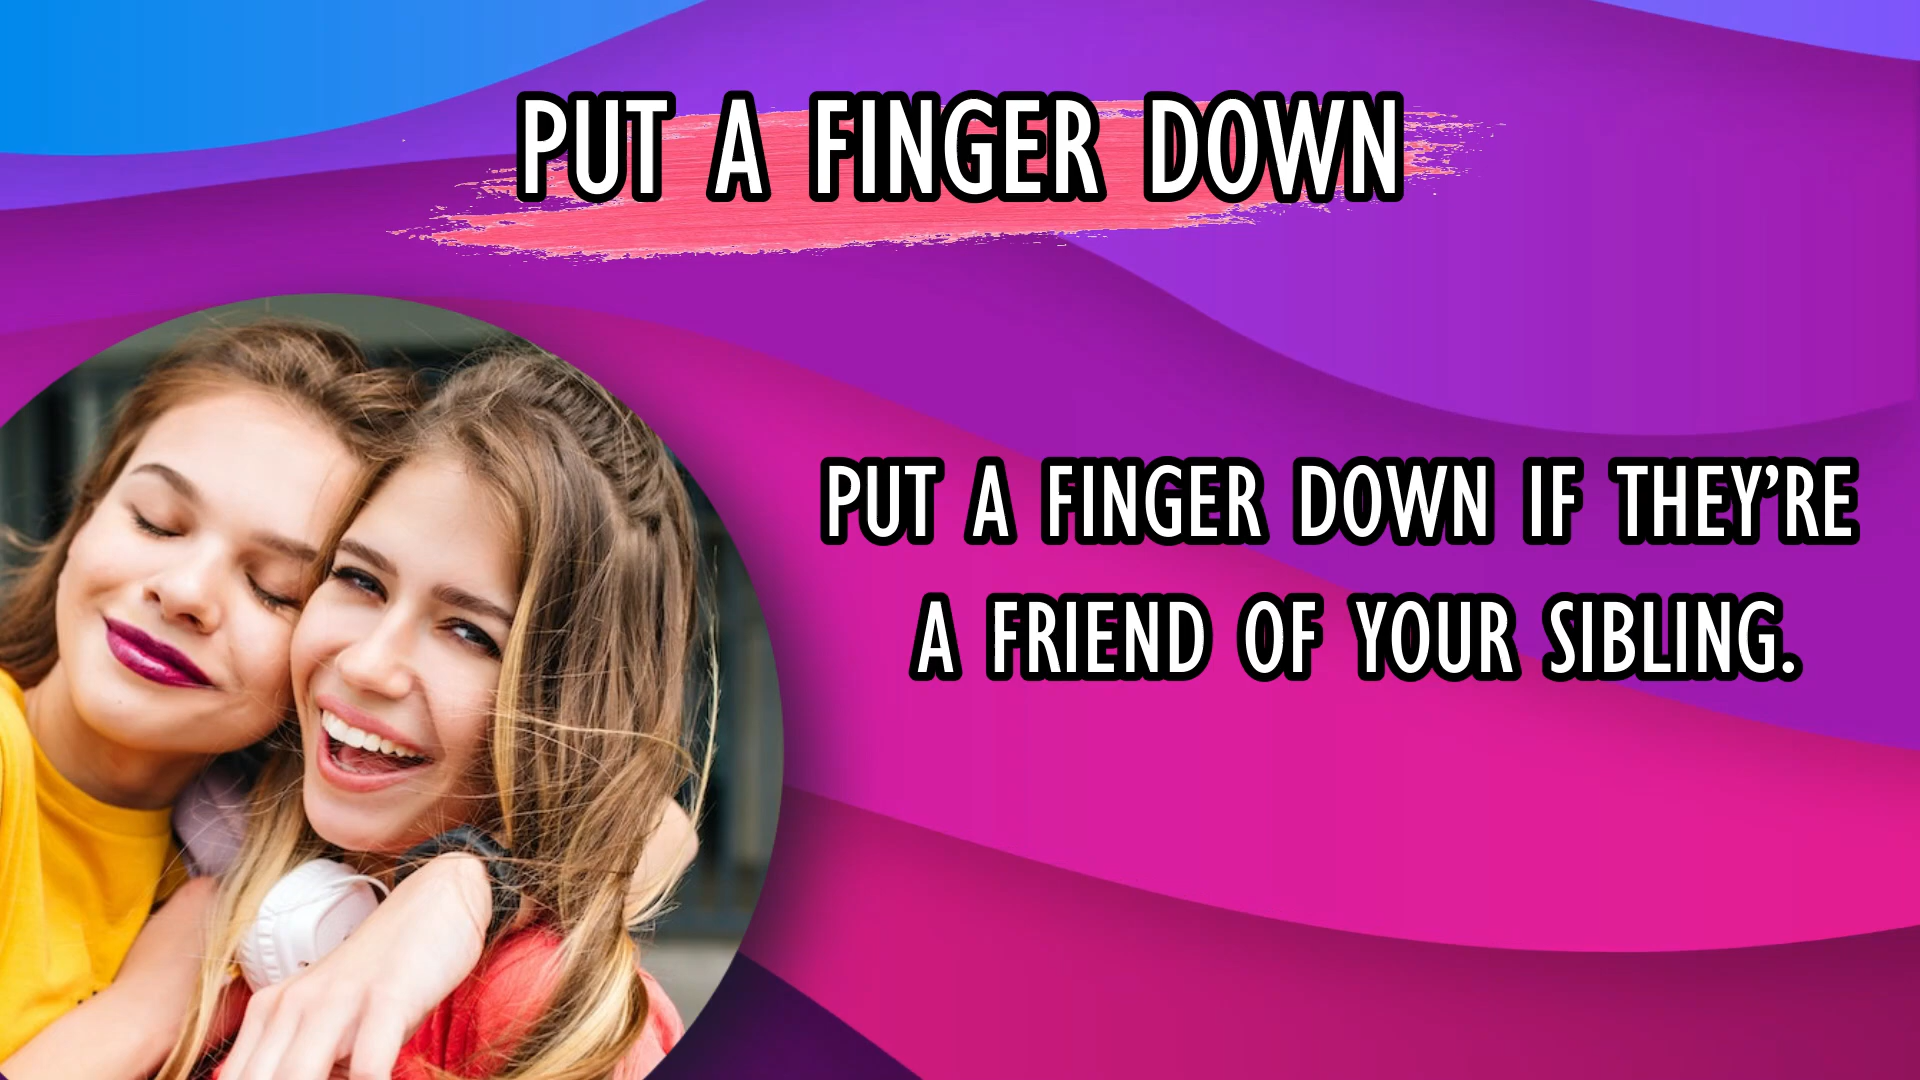 PUT A FINGER DOWN
PUT A FINGER DOWN IF THEY’RE
A FRIEND OF YOUR SIBLING.